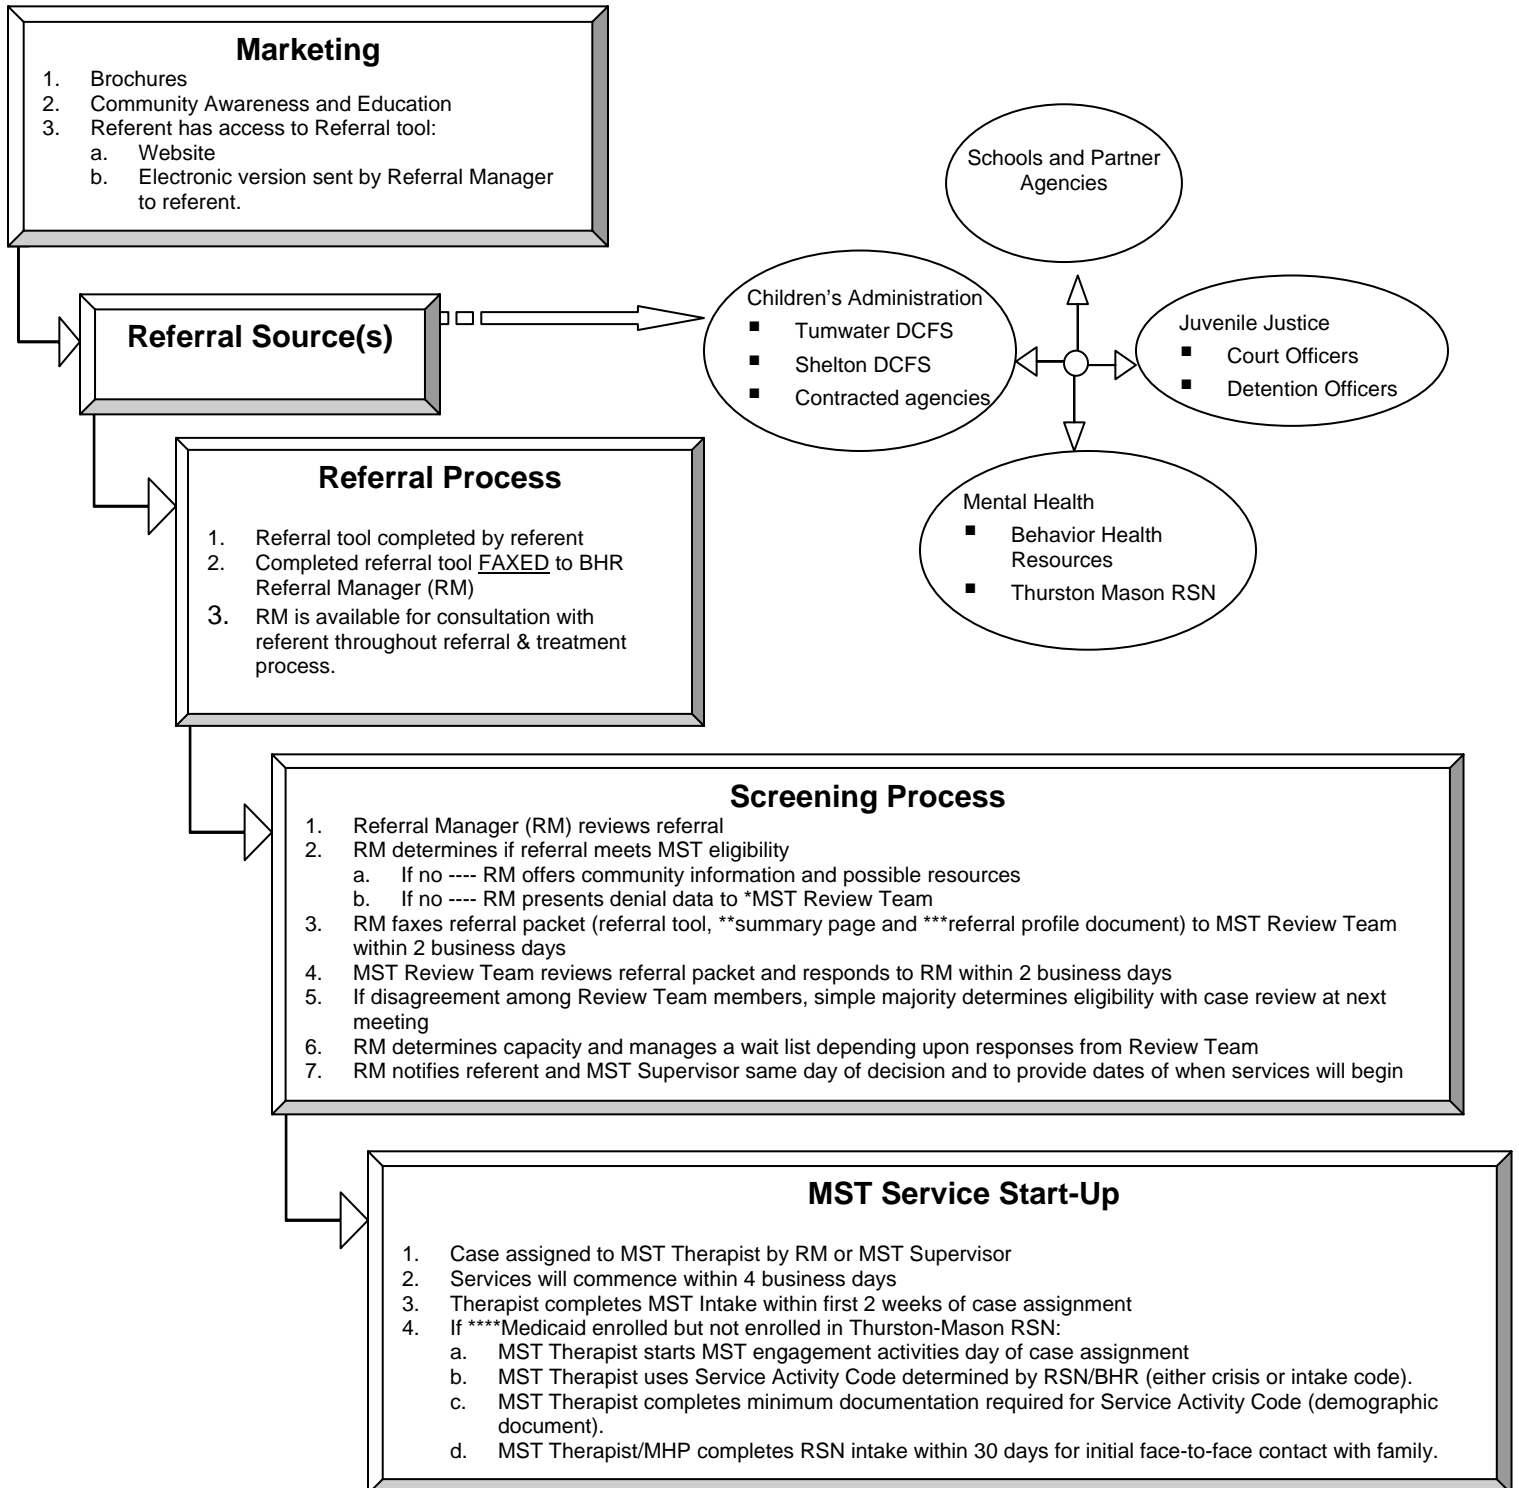 Marketing
1. Brochures
2. Community Awareness and Education
3. Referent has access to Referral tool:
a. Website
b. Electronic version sent by Referral Manager
to referent.
Schools and Partner
Agencies
Referral Source(s)
Children's Administration
■ Tumwater DCFS
■ Shelton DCFS
■ Contracted agencies
Juvenile Justice
■ Court Officers
■ Detention Officers
Mental Health
■ Behavior Health
Resources
■ Thurston Mason RSN
Referral Process
1. Referral tool completed by referent
2. Completed referral tool FAXED to BHR
Referral Manager (RM)
3. RM is available for consultation with
referent throughout referral & treatment
process.
Screening Process
1. Referral Manager (RM) reviews referral
2. RM determines if referral meets MST eligibility
a. If no ---- RM offers community information and possible resources
b. If no ---- RM presents denial data to *MST Review Team
3. RM faxes referral packet (referral tool, **summary page and ***referral profile document) to MST Review Team
within 2 business days
4. MST Review Team reviews referral packet and responds to RM within 2 business days
5. If disagreement among Review Team members, simple majority determines eligibility with case review at next
meeting
6. RM determines capacity and manages a wait list depending upon responses from Review Team
7. RM notifies referent and MST Supervisor same day of decision and to provide dates of when services will begin
MST Service Start-Up
1. Case assigned to MST Therapist by RM or MST Supervisor
2. Services will commence within 4 business days
3. Therapist completes MST Intake within first 2 weeks of case assignment
4. If ****Medicaid enrolled but not enrolled in Thurston-Mason RSN:
a. MST Therapist starts MST engagement activities day of case assignment
b. MST Therapist uses Service Activity Code determined by RSN/BHR (either crisis or intake code).
c. MST Therapist completes minimum documentation required for Service Activity Code (demographic
document).
d. MST Therapist/MHP completes RSN intake within 30 days for initial face-to-face contact with family.